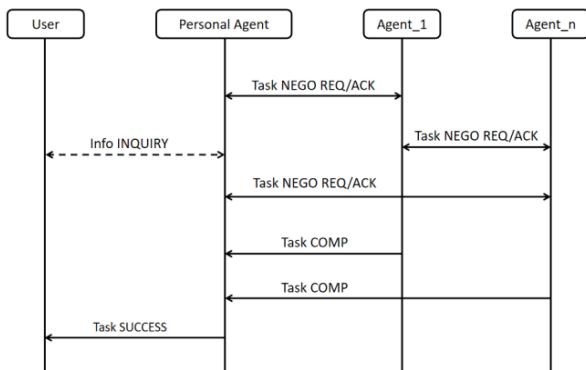 User
Personal Agent
Agent_1
Agent_n
Task NEGO REQ/ACK
Task NEGO REQ/ACK
Info INQUIRY
Task NEGO REQ/ACK
Task COMP
Task COMP
Task SUCCESS